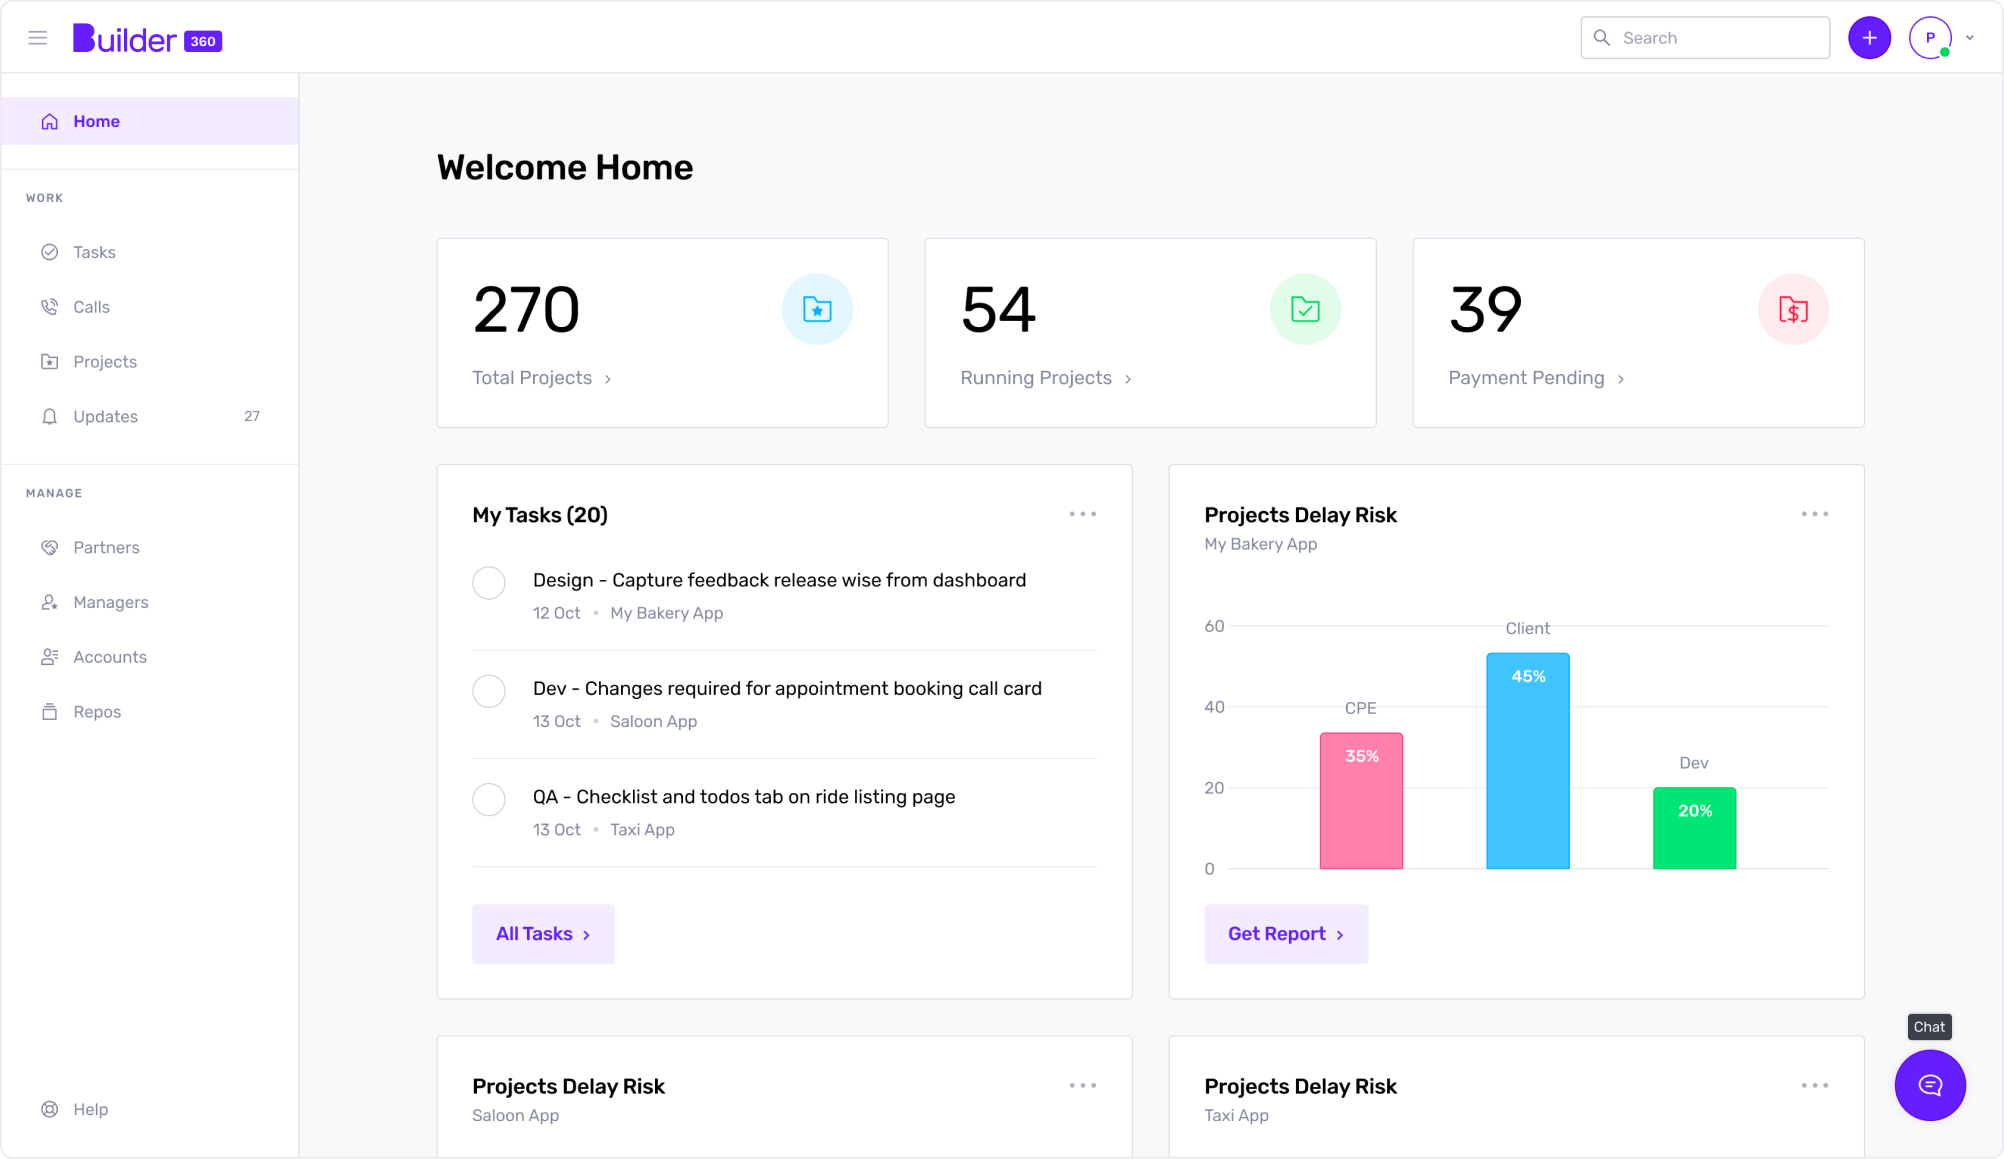 Builder 360
Search
P
Home
WORK
Tasks
Calls
Projects
Updates 27
MANAGE
Partners
Managers
Accounts
Repos
Help
Welcome Home
270
Total Projects
54
Running Projects
39
Payment Pending
My Tasks (20)
Design - Capture feedback release wise from dashboard
12 Oct • My Bakery App
Dev - Changes required for appointment booking call card
13 Oct • Saloon App
QA - Checklist and todos tab on ride listing page
13 Oct • Taxi App
All Tasks
Projects Delay Risk
My Bakery App
60
Client
45%
40
CPE
35%
Dev
20
20%
0
Get Report
Projects Delay Risk
Saloon App
Projects Delay Risk
Taxi App
Chat